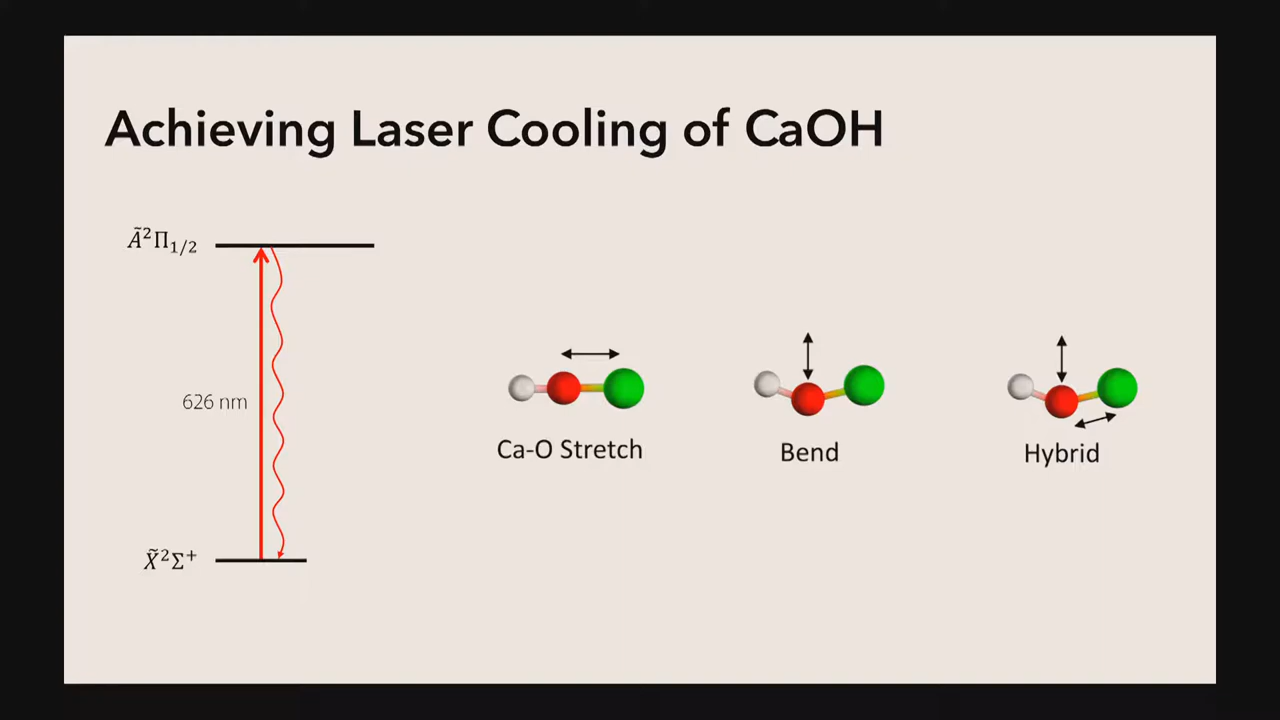 Achieving Laser Cooling of CaOH
Ã²Π₁/₂
626 nm
X̃²Σ⁺
Ca-O Stretch
Bend
Hybrid